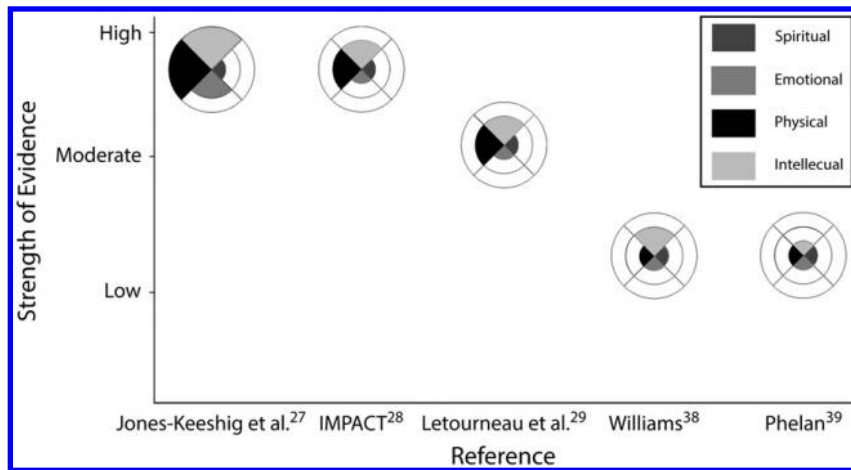 High
Moderate
Low
Strength of Evidence
Spiritual
Emotional
Physical
Intellecual
Jones-Keeshig et al.27 IMPACT28 Letourneau et al.29 Williams38 Phelan39
Reference